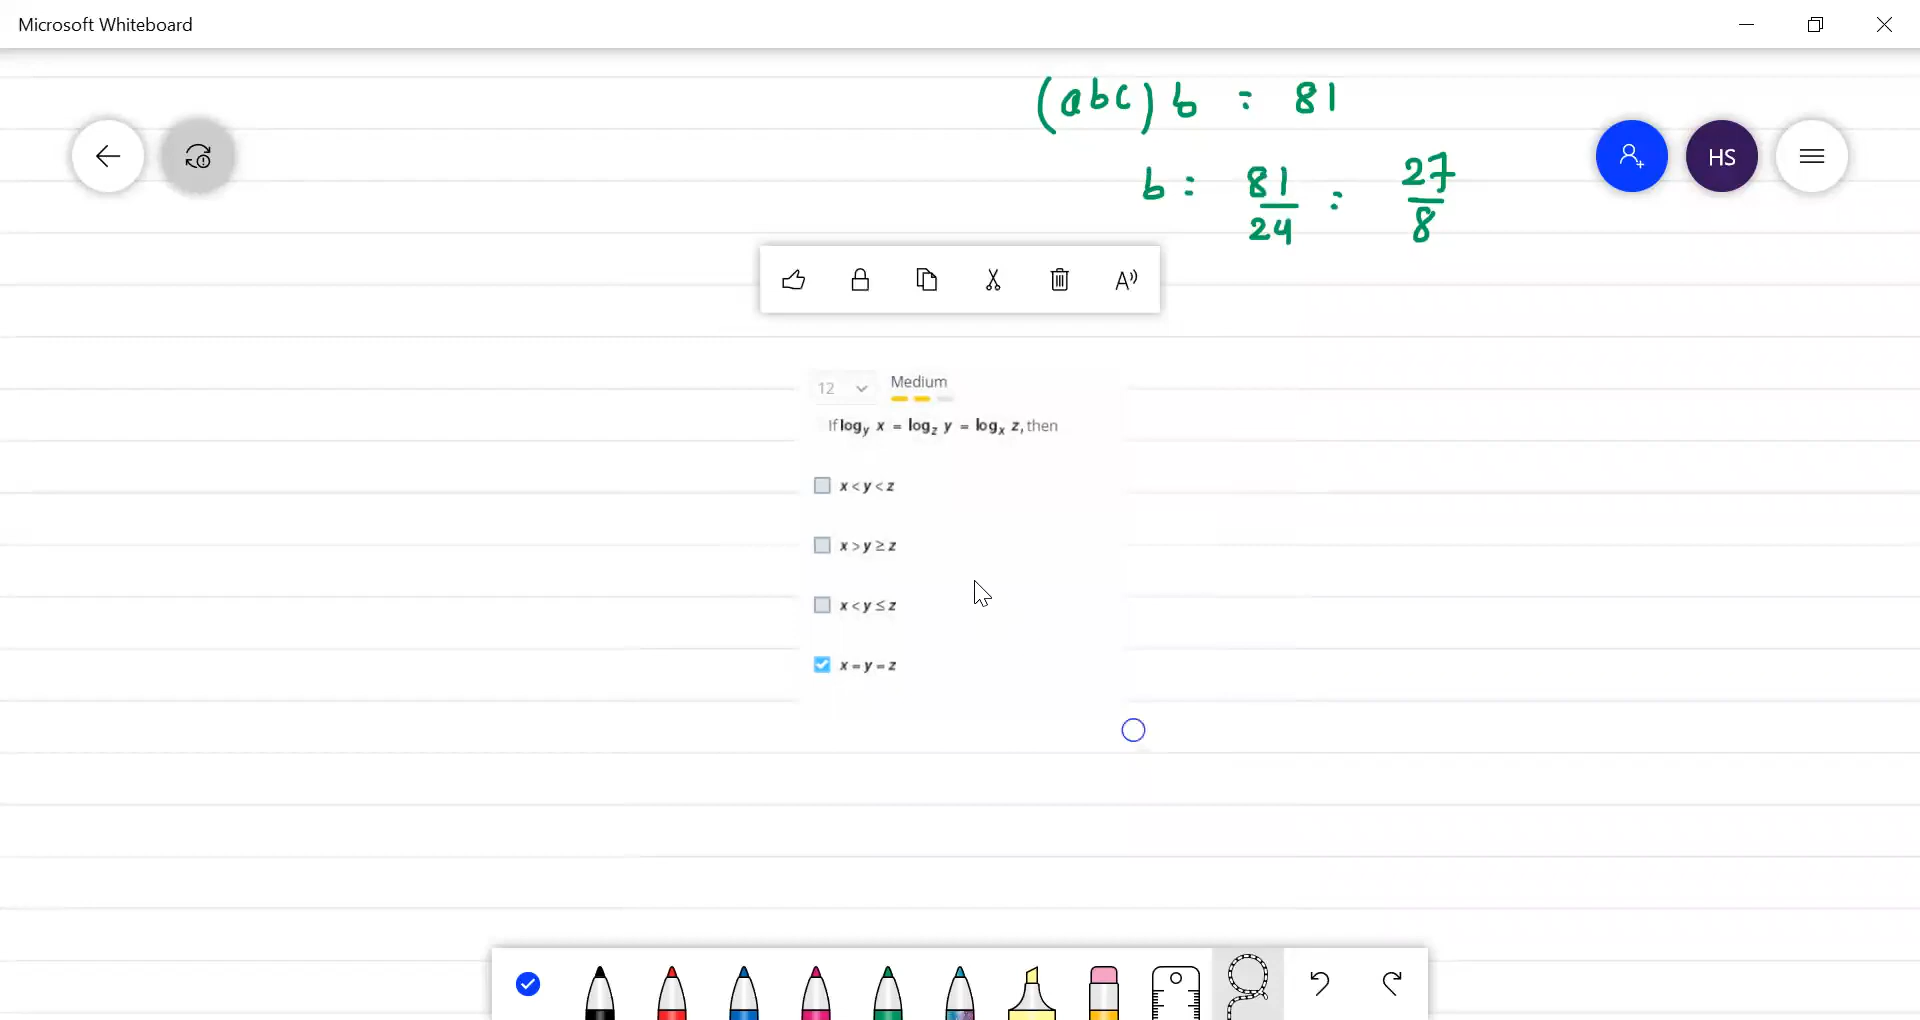 Microsoft Whiteboard
(abc) b = 81
b = 81/24 = 27/8
HS
A
12
Medium
If log_y x = log_z y = log_x z, then
x < y < z
x > y ≥ z
x < y ≤ z
x = y = z